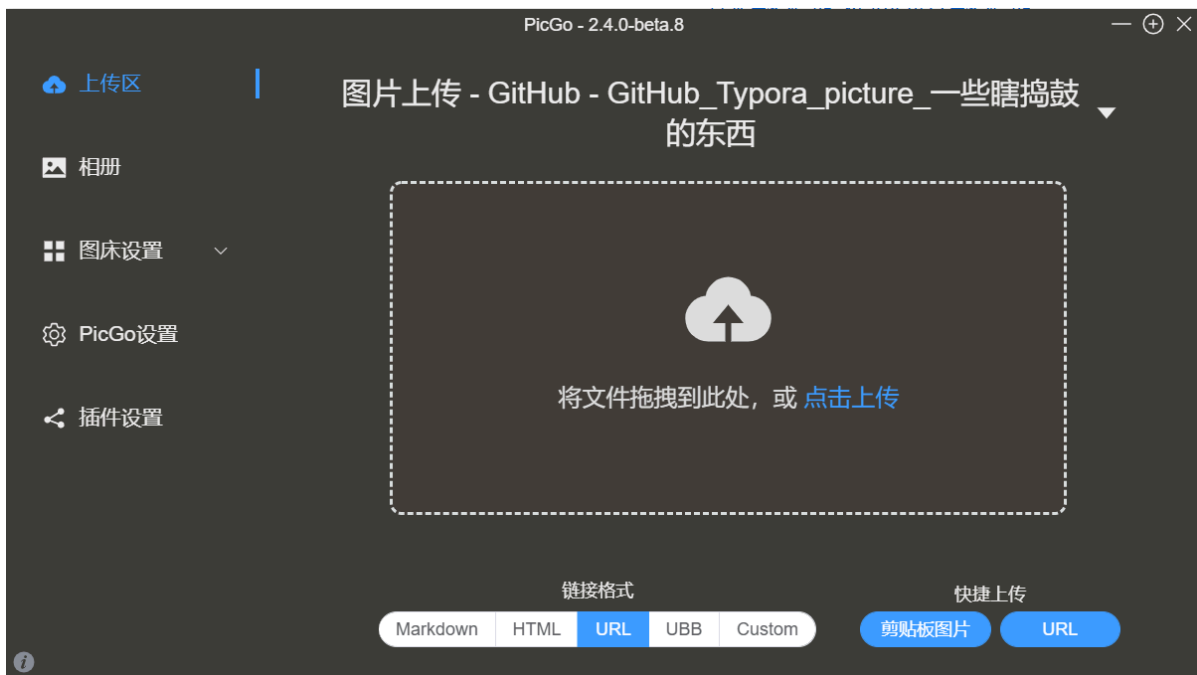 PicGo - 2.4.0-beta.8
上传区
相册
图床设置
PicGo设置
插件设置
图片上传 - GitHub - GitHub_Typora_picture_一些瞎捣鼓
的东西
将文件拖拽到此处，或 点击上传
链接格式
Markdown HTML URL UBB Custom
快捷上传
剪贴板图片 URL